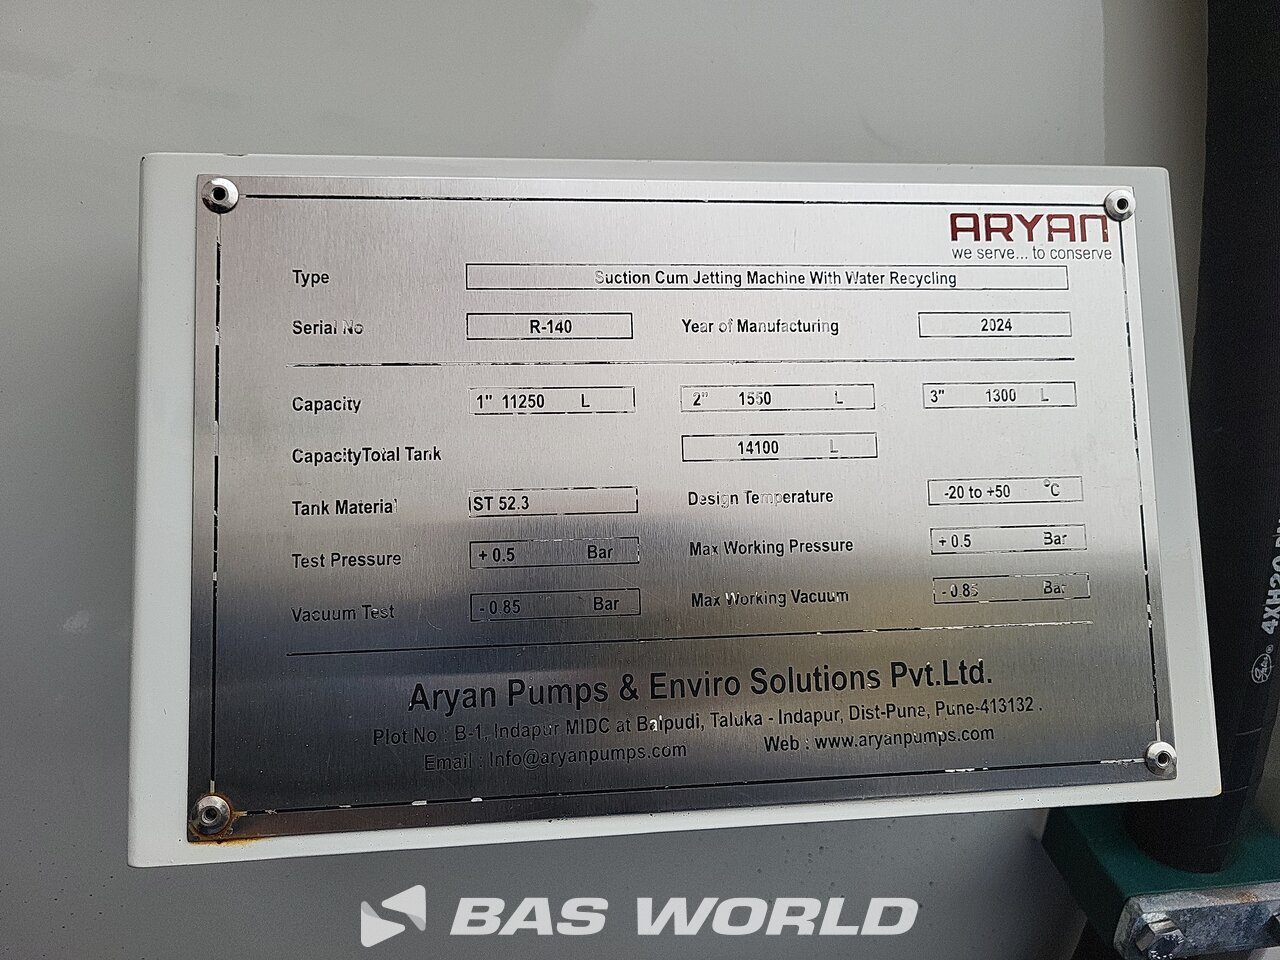 ARYAN
we serve... to conserve
Type Suction Cum Jetting Machine With Water Recycling
Serial No R-140 Year of Manufacturing 2024
Capacity 1" 11250 L 2" 1550 L 3" 1300 L
CapacityTotal Tank 14100 L
Tank Material ST 52.3 Design Temperature -20 to +50 °C
Test Pressure + 0.5 Bar Max Working Pressure + 0.5 Bar
Vacuum Test - 0.85 Bar Max Working Vacuum - 0.85 Bar
Aryan Pumps & Enviro Solutions Pvt.Ltd.
Plot No : B-1, Indapur MIDC at Balpudi, Taluka - Indapur, Dist-Pune, Pune-413132 .
Email : Info@aryanpumps.com Web : www.aryanpumps.com
4XH20
BAS WORLD